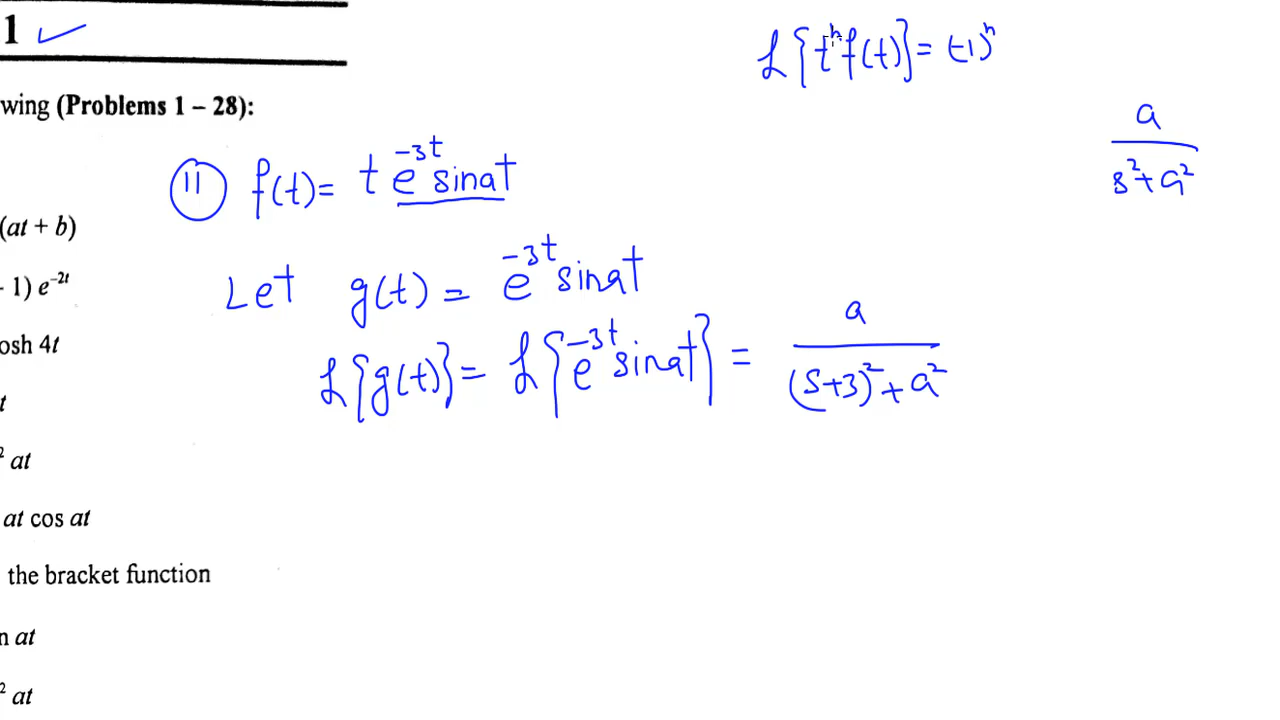 1 ✓
ℒ{tⁿf(t)} = (-1)ⁿ
wing (Problems 1 – 28):
a
s²+a²
⑪ f(t) = t e⁻³ᵗ sinat
(at + b)
Let g(t) = e⁻³ᵗ sinat
- 1) e⁻²ᵗ
osh 4t
ℒ{g(t)} = ℒ{e⁻³ᵗ sinat} = a / (s+3)²+a²
t
² at
at cos at
the bracket function
n at
² at